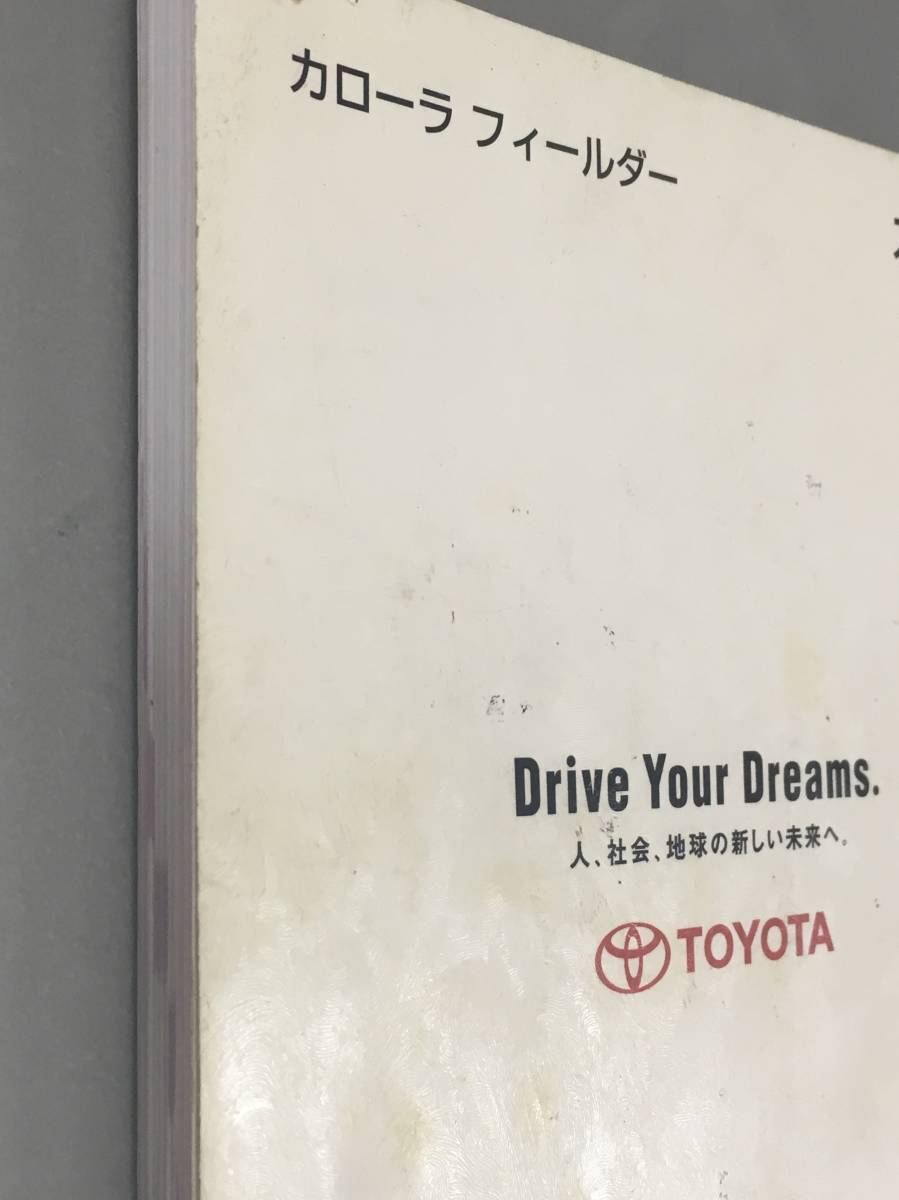 カローラ フィールダー
Drive Your Dreams.
人、社会、地球の新しい未来へ。
TOYOTA